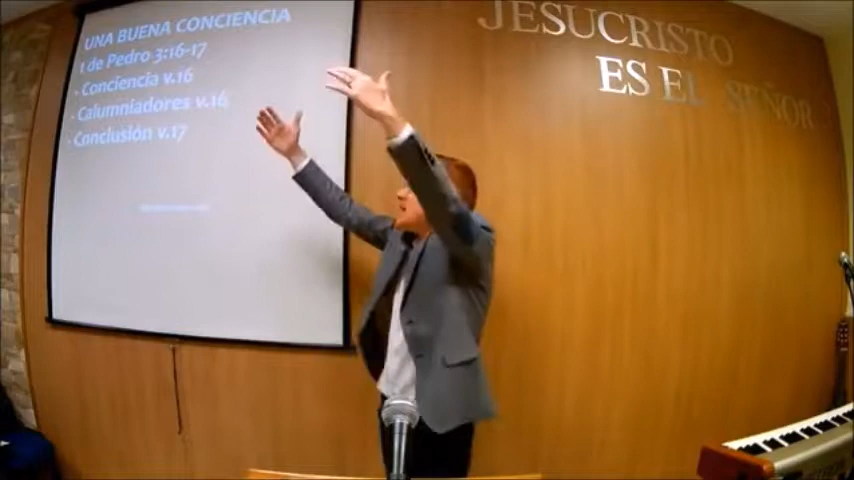 UNA BUENA CONCIENCIA
1 de Pedro 3:16-17
• Conciencia v.16
• Calumniadores v.16
• Conclusión v.17
JESUCRISTO
ES EL SEÑOR